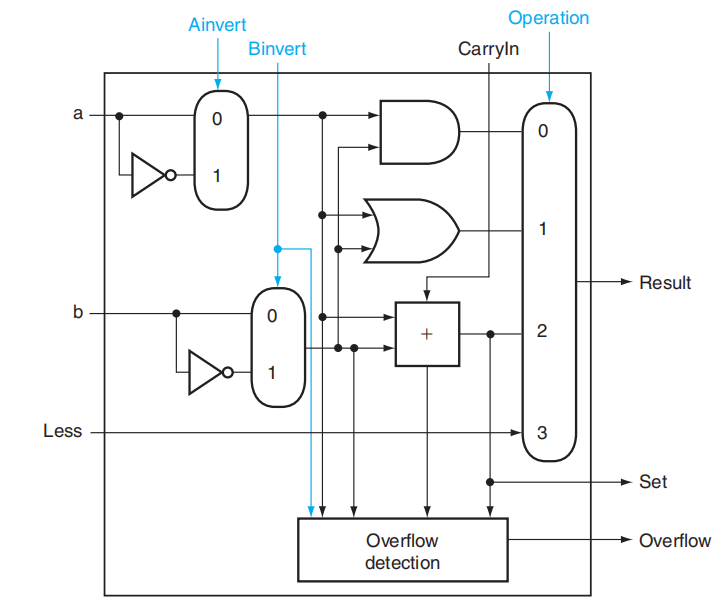 Ainvert
Binvert
CarryIn
Operation
a
0
1
0
1
b
0
1
+
2
Result
Less
3
Set
Overflow
detection
Overflow